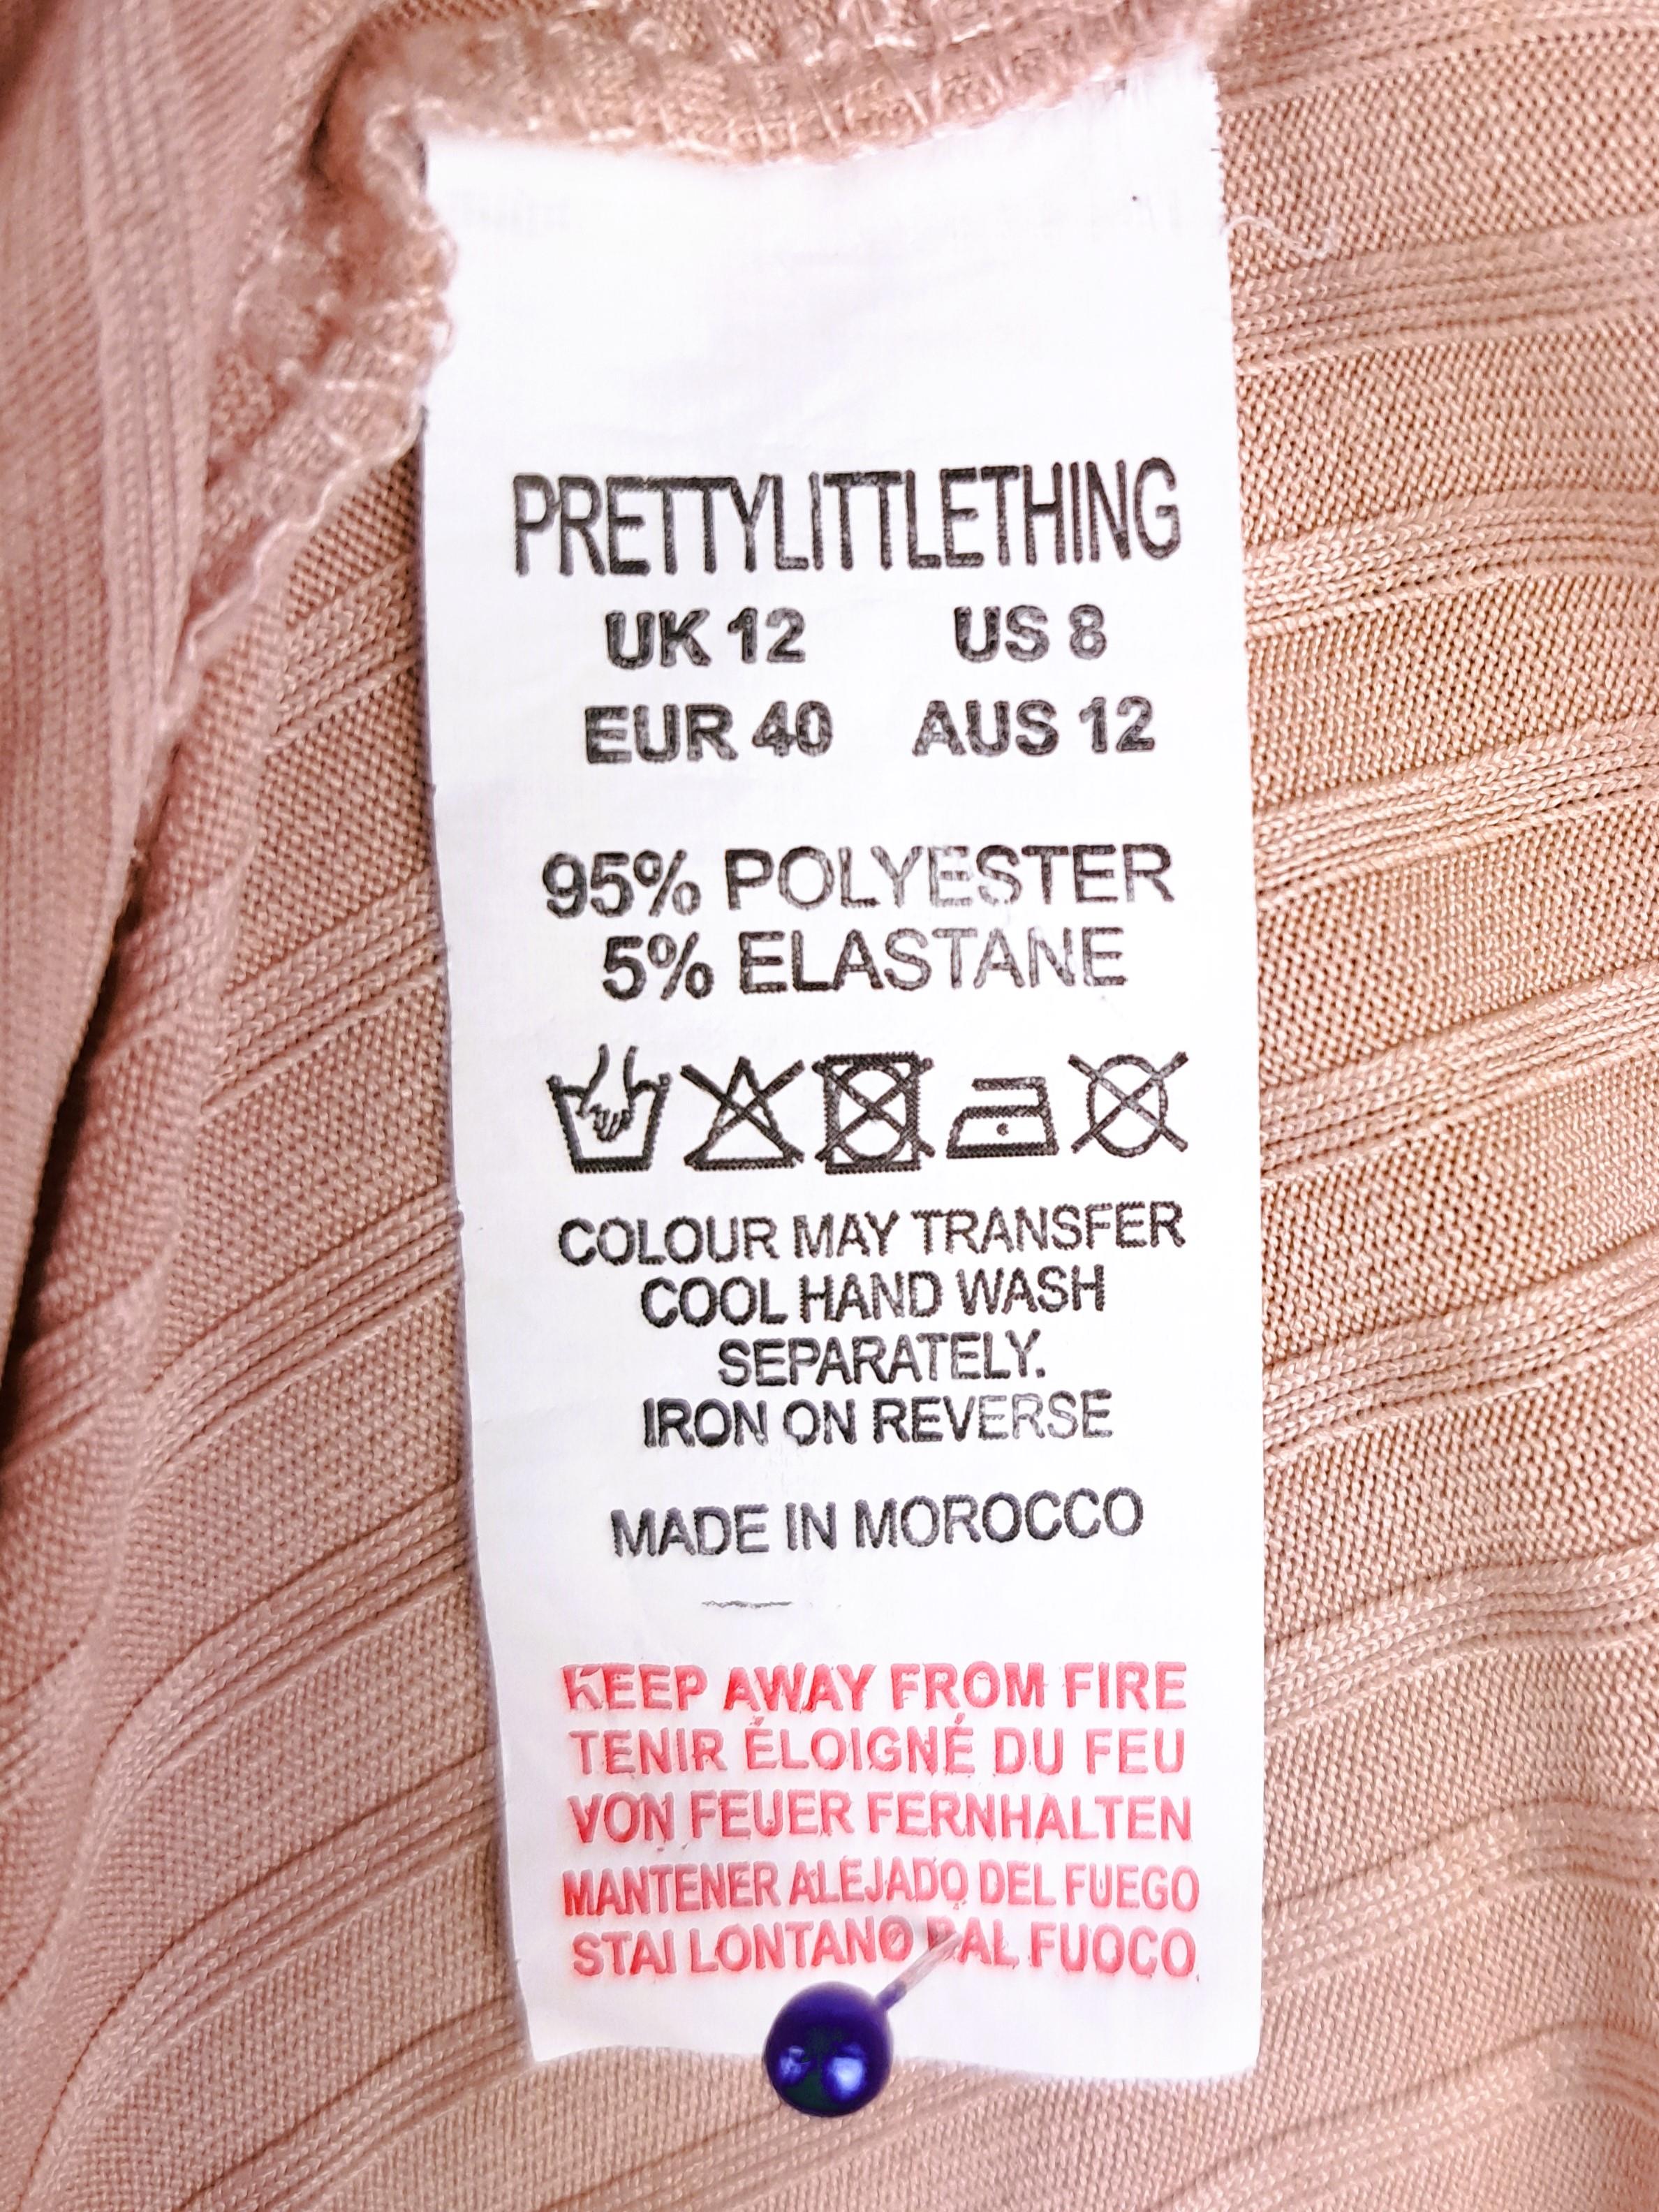 PRETTYLITTLETHING
UK 12 US 8
EUR 40 AUS 12
95% POLYESTER
5% ELASTANE
COLOUR MAY TRANSFER
COOL HAND WASH
SEPARATELY.
IRON ON REVERSE
MADE IN MOROCCO
KEEP AWAY FROM FIRE
TENIR ÉLOIGNÉ DU FEU
VON FEUER FERNHALTEN
MANTENER ALEJADO DEL FUEGO
STAI LONTANO DAL FUOCO